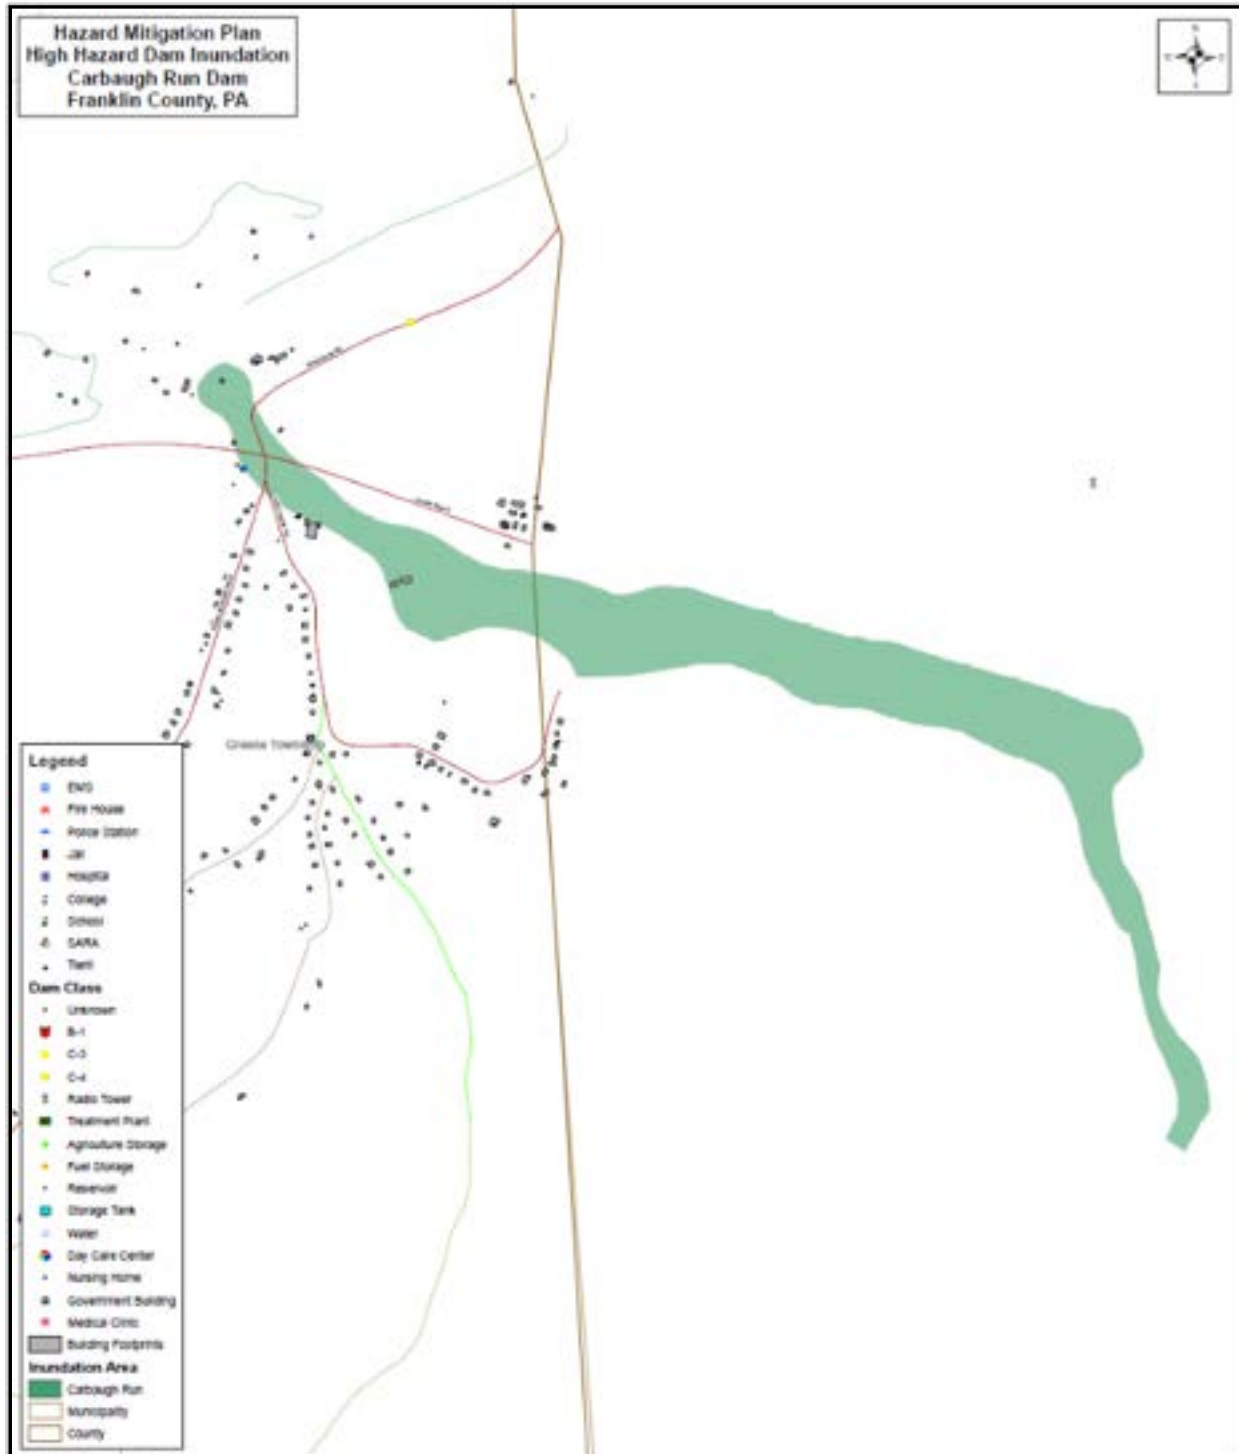 Hazard Mitigation Plan
High Hazard Dam Inundation
Carbaugh Run Dam
Franklin County, PA
Legend
EMS
Fire House
Police Station
Jail
Hospital
College
School
SARA
TierII
Dam Class
Unknown
B-1
C-3
C-4
Radio Tower
Treatment Plant
Agriculture Storage
Fuel Storage
Reservoir
Storage Tank
Water
Day Care Center
Nursing Home
Government Building
Medical Clinic
Building Footprints
Inundation Area
Carbaugh Run
Municipality
County